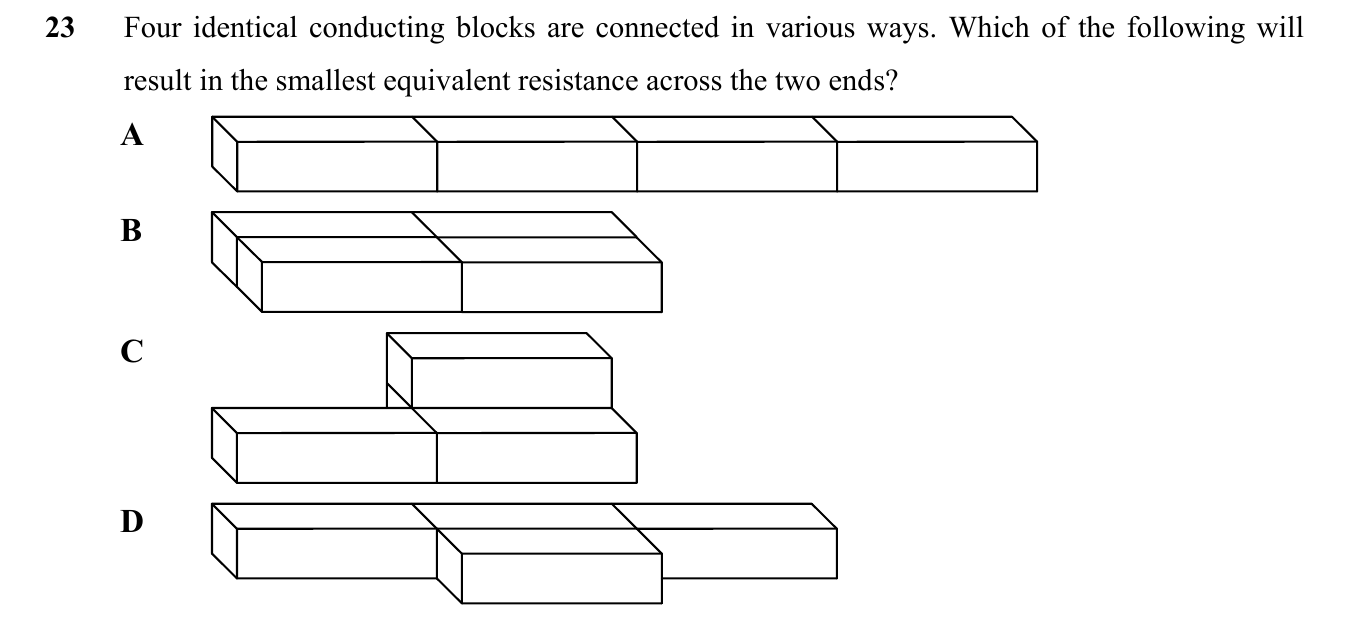 23 Four identical conducting blocks are connected in various ways. Which of the following will
result in the smallest equivalent resistance across the two ends?
A
B
C
D